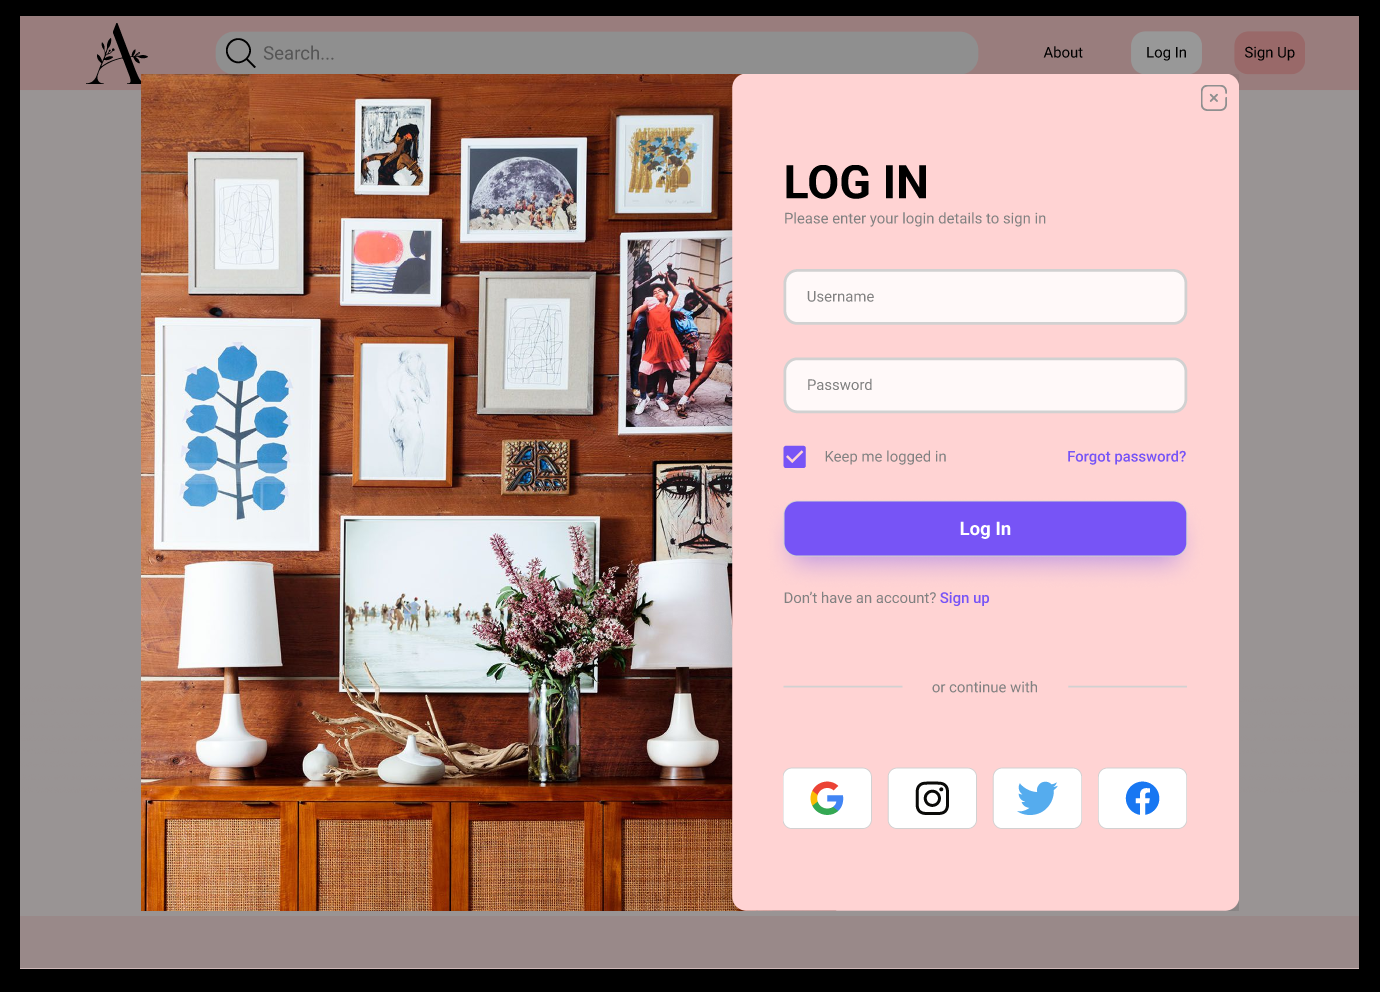 A
Search...
About
Log In
Sign Up
LOG IN
Please enter your login details to sign in
Username
Password
Keep me logged in
Forgot password?
Log In
Don't have an account? Sign up
or continue with